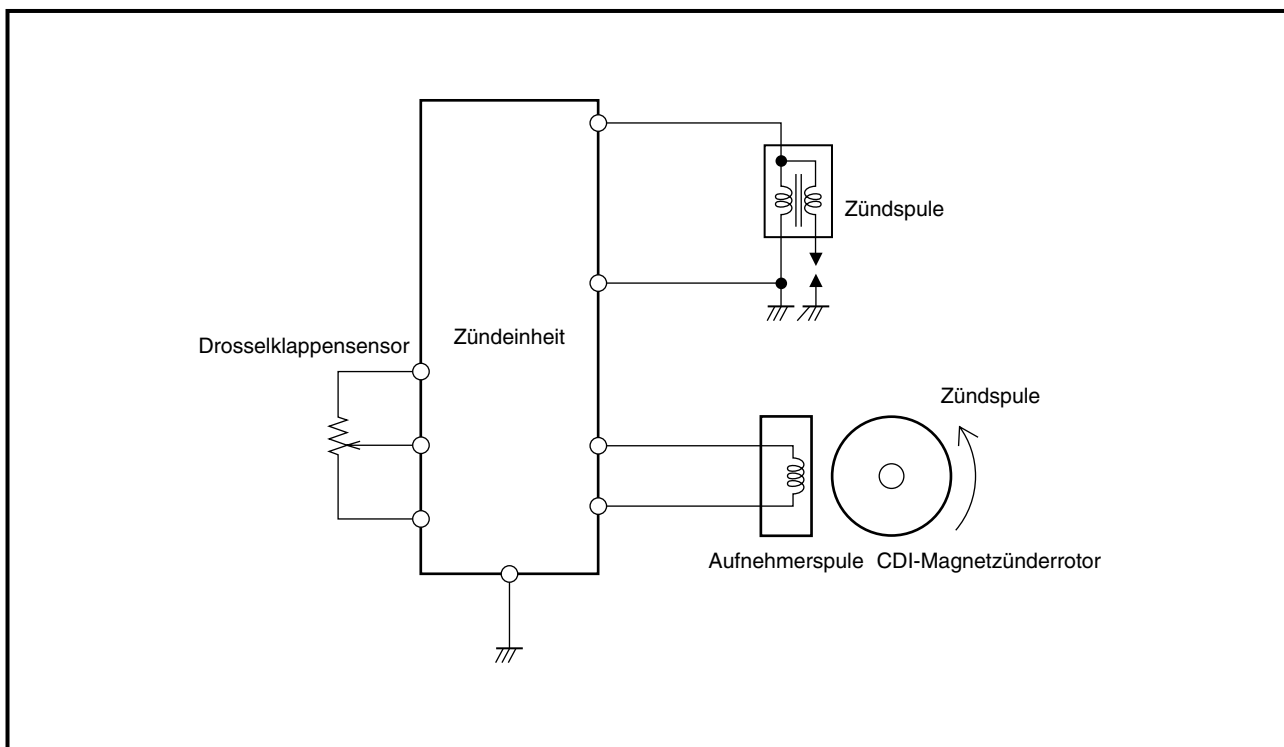 Zündspule
Zündeinheit
Drosselklappensensor
Zündspule
Aufnehmerspule
CDI-Magnetzünderrotor